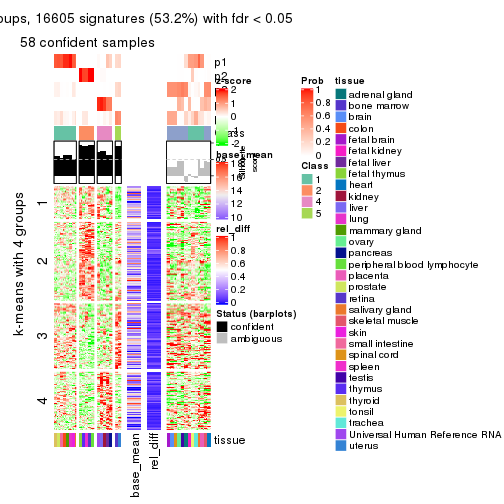 oups, 16605 signatures (53.2%) with fdr < 0.05
58 confident samples
p1
p2
z-score
2
1
0
-1
-2
class
silhouette
score
base_mean
18
16
14
12
10
rel_diff
1
0.8
0.6
0.4
0.2
0
Status (barplots)
confident
ambiguous
Prob
1
0.8
0.6
0.4
0.2
0
Class
1
2
4
5
tissue
adrenal gland
bone marrow
brain
colon
fetal brain
fetal kidney
fetal liver
fetal thymus
heart
kidney
liver
lung
mammary gland
ovary
pancreas
peripheral blood lymphocyte
placenta
prostate
retina
salivary gland
skeletal muscle
skin
small intestine
spinal cord
spleen
testis
thymus
thyroid
tonsil
trachea
Universal Human Reference RNA
uterus
k-means with 4 groups
1
2
3
4
tissue
base_mean
rel_diff